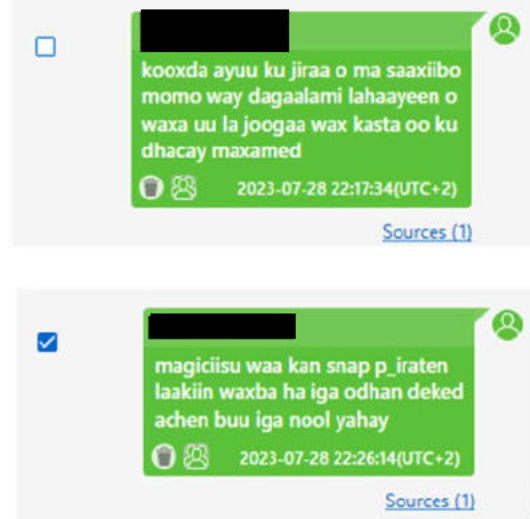 kooxda ayuu ku jiraa o ma saaxiibo
momo way dagaalami lahaayeen o
waxa uu la joogaa wax kasta oo ku
dhacay maxamed
2023-07-28 22:17:34(UTC+2)
Sources (1)
magiciisu waa kan snap p_iraten
laakiin waxba ha iga odhan deked
achen buu iga nool yahay
2023-07-28 22:26:14(UTC+2)
Sources (1)